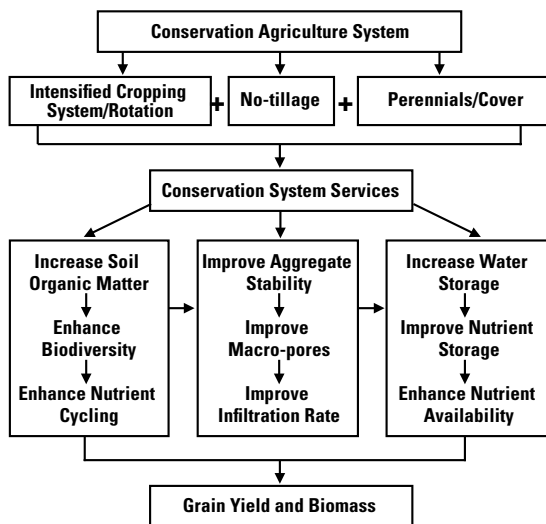 Conservation Agriculture System
Intensified Cropping
System/Rotation
+
No-tillage
+
Perennials/Cover
Conservation System Services
Increase Soil
Organic Matter
Enhance
Biodiversity
Enhance Nutrient
Cycling
Improve Aggregate
Stability
Improve
Macro-pores
Improve
Infiltration Rate
Increase Water
Storage
Improve Nutrient
Storage
Enhance Nutrient
Availability
Grain Yield and Biomass